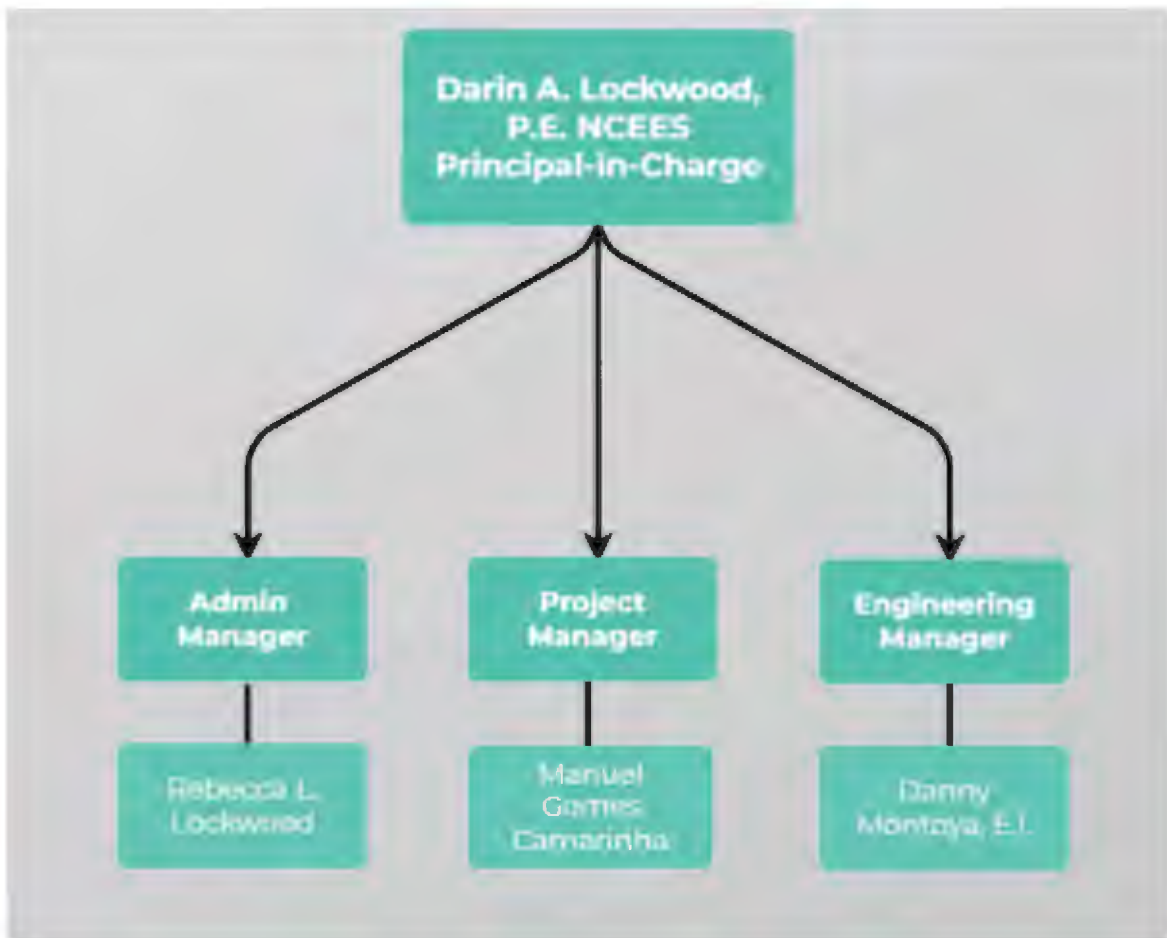 Darin A. Lockwood,
P.E. NCEES
Principal-in-Charge
Admin
Manager
Project
Manager
Engineering
Manager
Rebecca L.
Lockwood
Manuel
Gomes
Camarinha
Danny
Montoya, E.I.